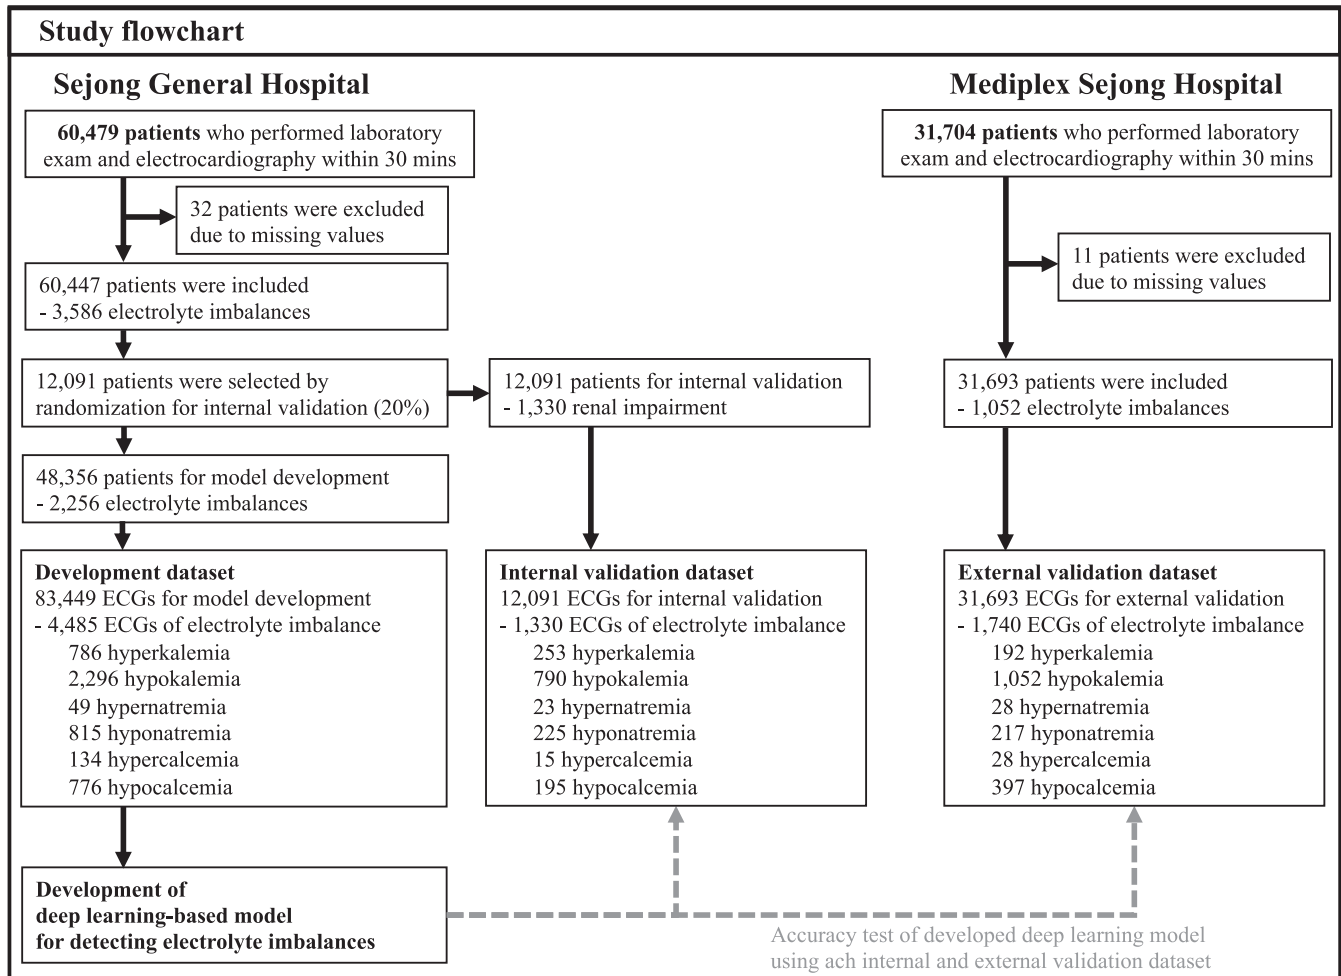 Study flowchart
Sejong General Hospital
60,479 patients who performed laboratory
exam and electrocardiography within 30 mins
32 patients were excluded
due to missing values
60,447 patients were included
- 3,586 electrolyte imbalances
12,091 patients were selected by
randomization for internal validation (20%)
12,091 patients for internal validation
- 1,330 renal impairment
48,356 patients for model development
- 2,256 electrolyte imbalances
Development dataset
83,449 ECGs for model development
- 4,485 ECGs of electrolyte imbalance
786 hyperkalemia
2,296 hypokalemia
49 hypernatremia
815 hyponatremia
134 hypercalcemia
776 hypocalcemia
Internal validation dataset
12,091 ECGs for internal validation
- 1,330 ECGs of electrolyte imbalance
253 hyperkalemia
790 hypokalemia
23 hypernatremia
225 hyponatremia
15 hypercalcemia
195 hypocalcemia
Mediplex Sejong Hospital
31,704 patients who performed laboratory
exam and electrocardiography within 30 mins
11 patients were excluded
due to missing values
31,693 patients were included
- 1,052 electrolyte imbalances
External validation dataset
31,693 ECGs for external validation
- 1,740 ECGs of electrolyte imbalance
192 hyperkalemia
1,052 hypokalemia
28 hypernatremia
217 hyponatremia
28 hypercalcemia
397 hypocalcemia
Development of
deep learning-based model
for detecting electrolyte imbalances
Accuracy test of developed deep learning model
using ach internal and external validation dataset